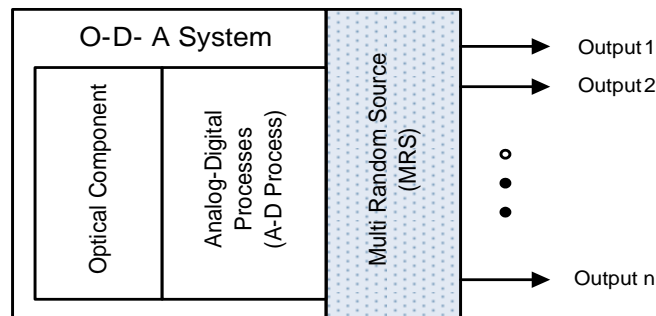 O-D- A System
Optical Component
Analog-Digital
Processes
(A-D Process)
Multi Random Source
(MRS)
Output 1
Output 2
Output n